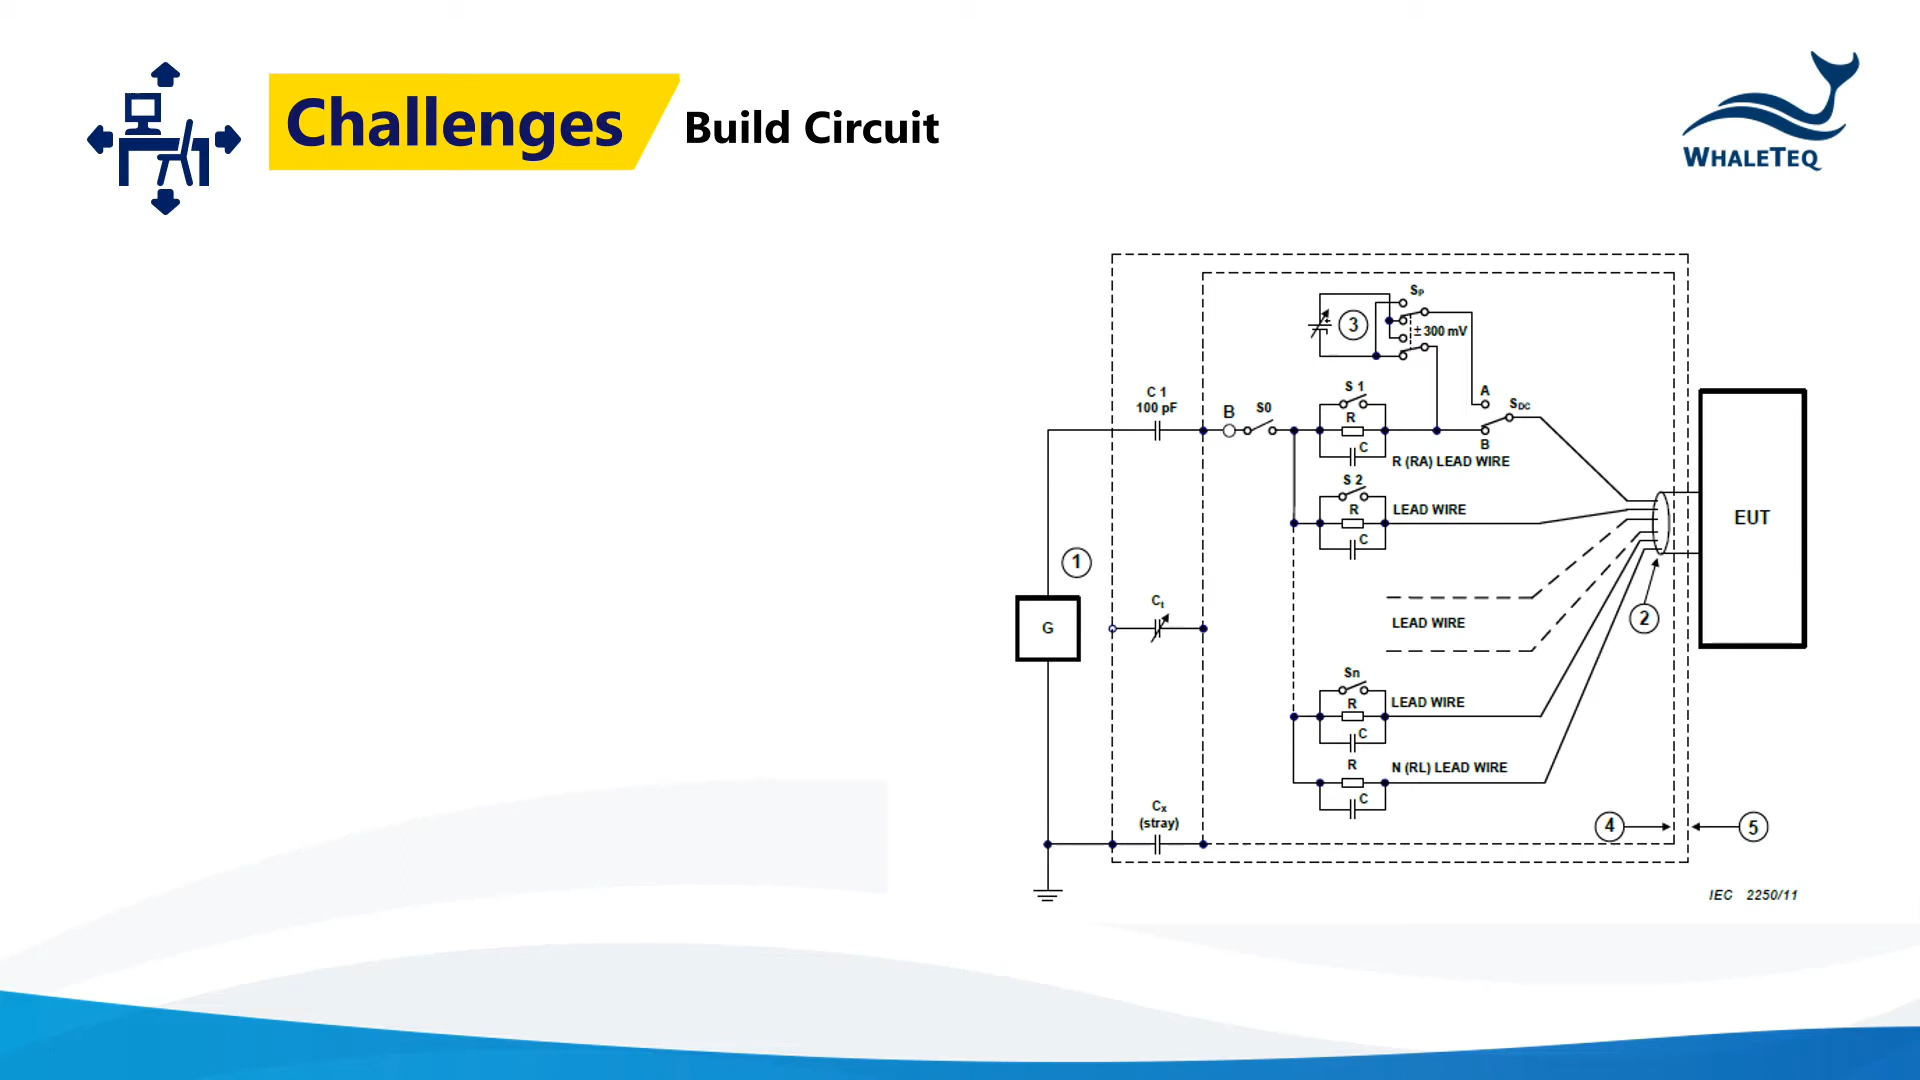 Challenges
Build Circuit
WHALETEQ
SP
3
± 300 mV
C 1
100 pF
B
S0
S 1
R
C
A
SDC
B
R (RA) LEAD WIRE
S 2
R
C
LEAD WIRE
1
G
Ct
LEAD WIRE
2
EUT
Sn
R
C
LEAD WIRE
R
C
N (RL) LEAD WIRE
Cx
(stray)
4
5
IEC 2250/11